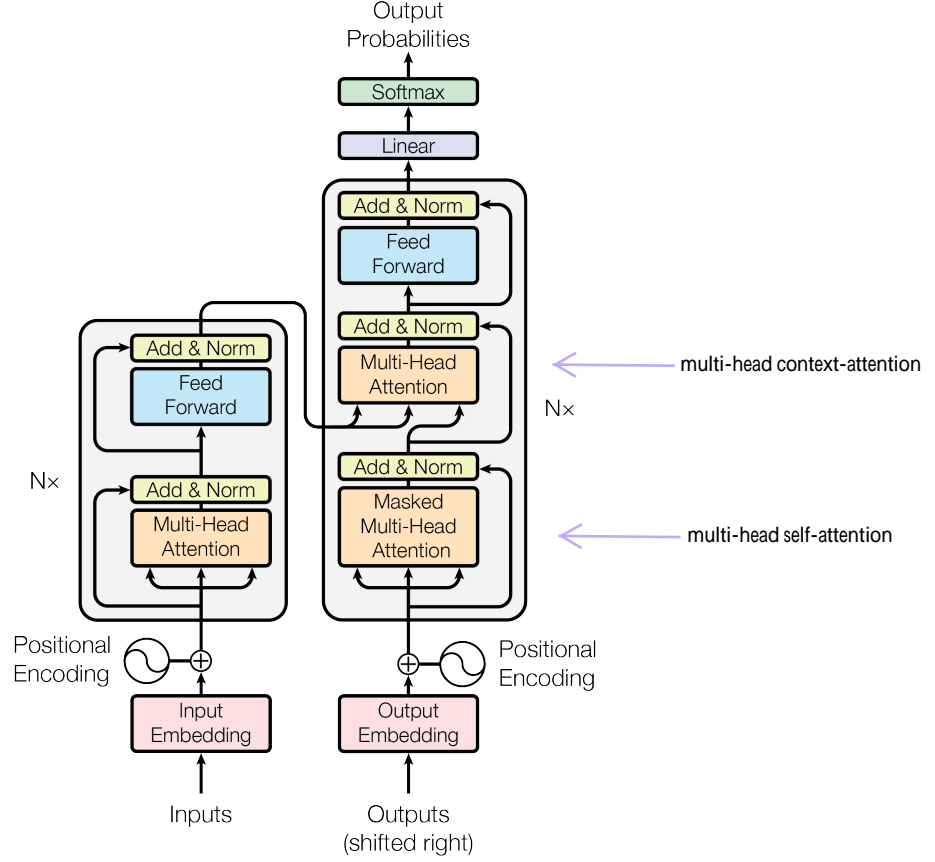 Output
Probabilities
Softmax
Linear
Add & Norm
Feed
Forward
Add & Norm
Multi-Head
Attention
multi-head context-attention
N×
Add & Norm
Masked
Multi-Head
Attention
multi-head self-attention
Add & Norm
Feed
Forward
N×
Add & Norm
Multi-Head
Attention
Positional
Encoding
Positional
Encoding
Input
Embedding
Output
Embedding
Inputs
Outputs
(shifted right)